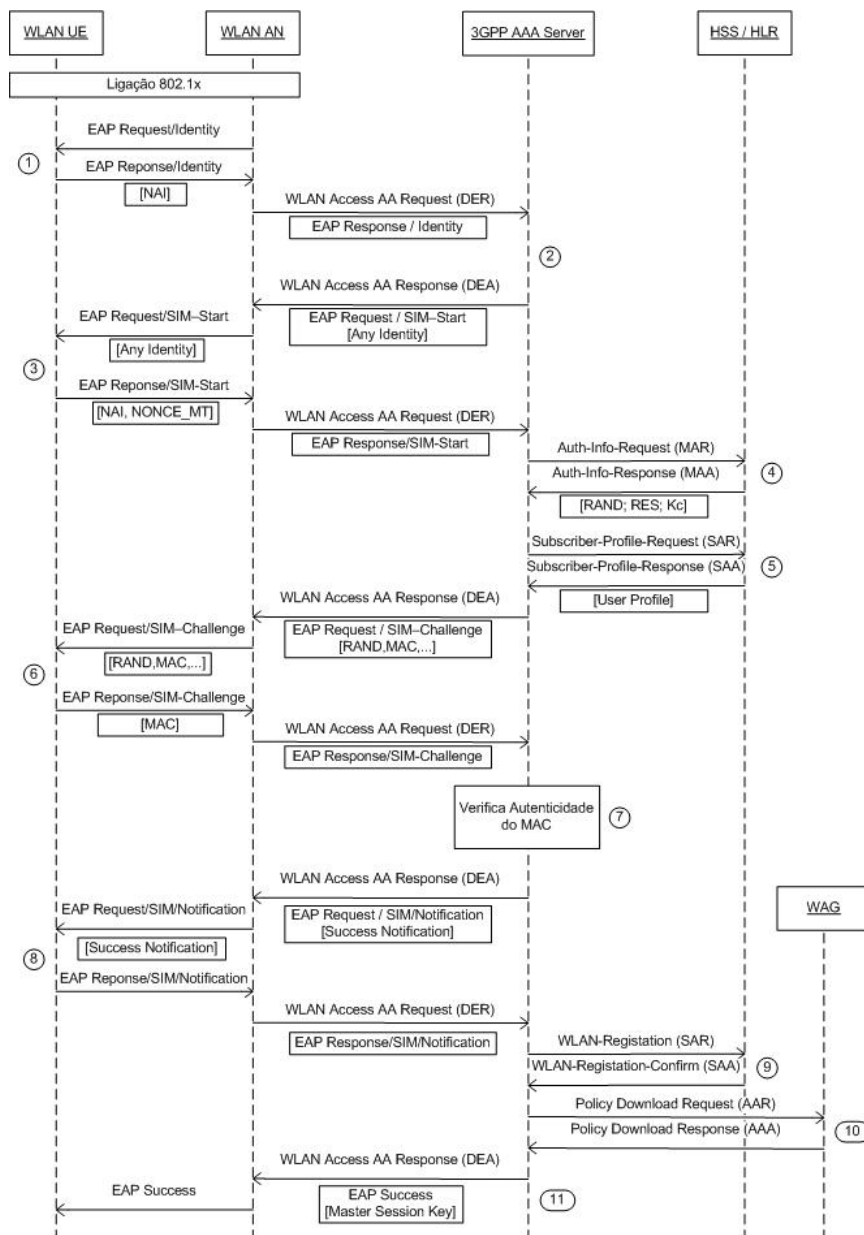 WLAN UE
WLAN AN
3GPP AAA Server
HSS / HLR
Ligação 802.1x
EAP Request/Identity
1
EAP Reponse/Identity
[NAI]
WLAN Access AA Request (DER)
EAP Response / Identity
2
WLAN Access AA Response (DEA)
EAP Request / SIM–Start
[Any Identity]
EAP Request/SIM–Start
[Any Identity]
3
EAP Reponse/SIM-Start
[NAI, NONCE_MT]
WLAN Access AA Request (DER)
EAP Response/SIM-Start
Auth-Info-Request (MAR)
Auth-Info-Response (MAA)
4
[RAND; RES; Kc]
Subscriber-Profile-Request (SAR)
Subscriber-Profile-Response (SAA)
5
[User Profile]
WLAN Access AA Response (DEA)
EAP Request / SIM–Challenge
[RAND,MAC,...]
EAP Request/SIM–Challenge
[RAND,MAC,...]
6
EAP Reponse/SIM-Challenge
[MAC]
WLAN Access AA Request (DER)
EAP Response/SIM-Challenge
Verifica Autenticidade
do MAC
7
WLAN Access AA Response (DEA)
EAP Request / SIM/Notification
[Success Notification]
WAG
EAP Request/SIM/Notification
[Success Notification]
8
EAP Reponse/SIM/Notification
WLAN Access AA Request (DER)
EAP Response/SIM/Notification
WLAN-Registation (SAR)
WLAN-Registation-Confirm (SAA)
9
Policy Download Request (AAR)
Policy Download Response (AAA)
10
WLAN Access AA Response (DEA)
EAP Success
[Master Session Key]
11
EAP Success